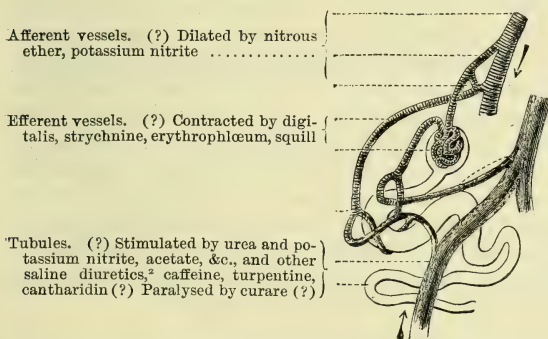 Afferent vessels. (?) Dilated by nitrous
ether, potassium nitrite ..............
Efferent vessels. (?) Contracted by digi-
talis, strychnine, erythrophlœum, squill
Tubules. (?) Stimulated by urea and po-
tassium nitrite, acetate, &c., and other
saline diuretics,² caffeine, turpentine,
cantharidin (?) Paralysed by curare (?)